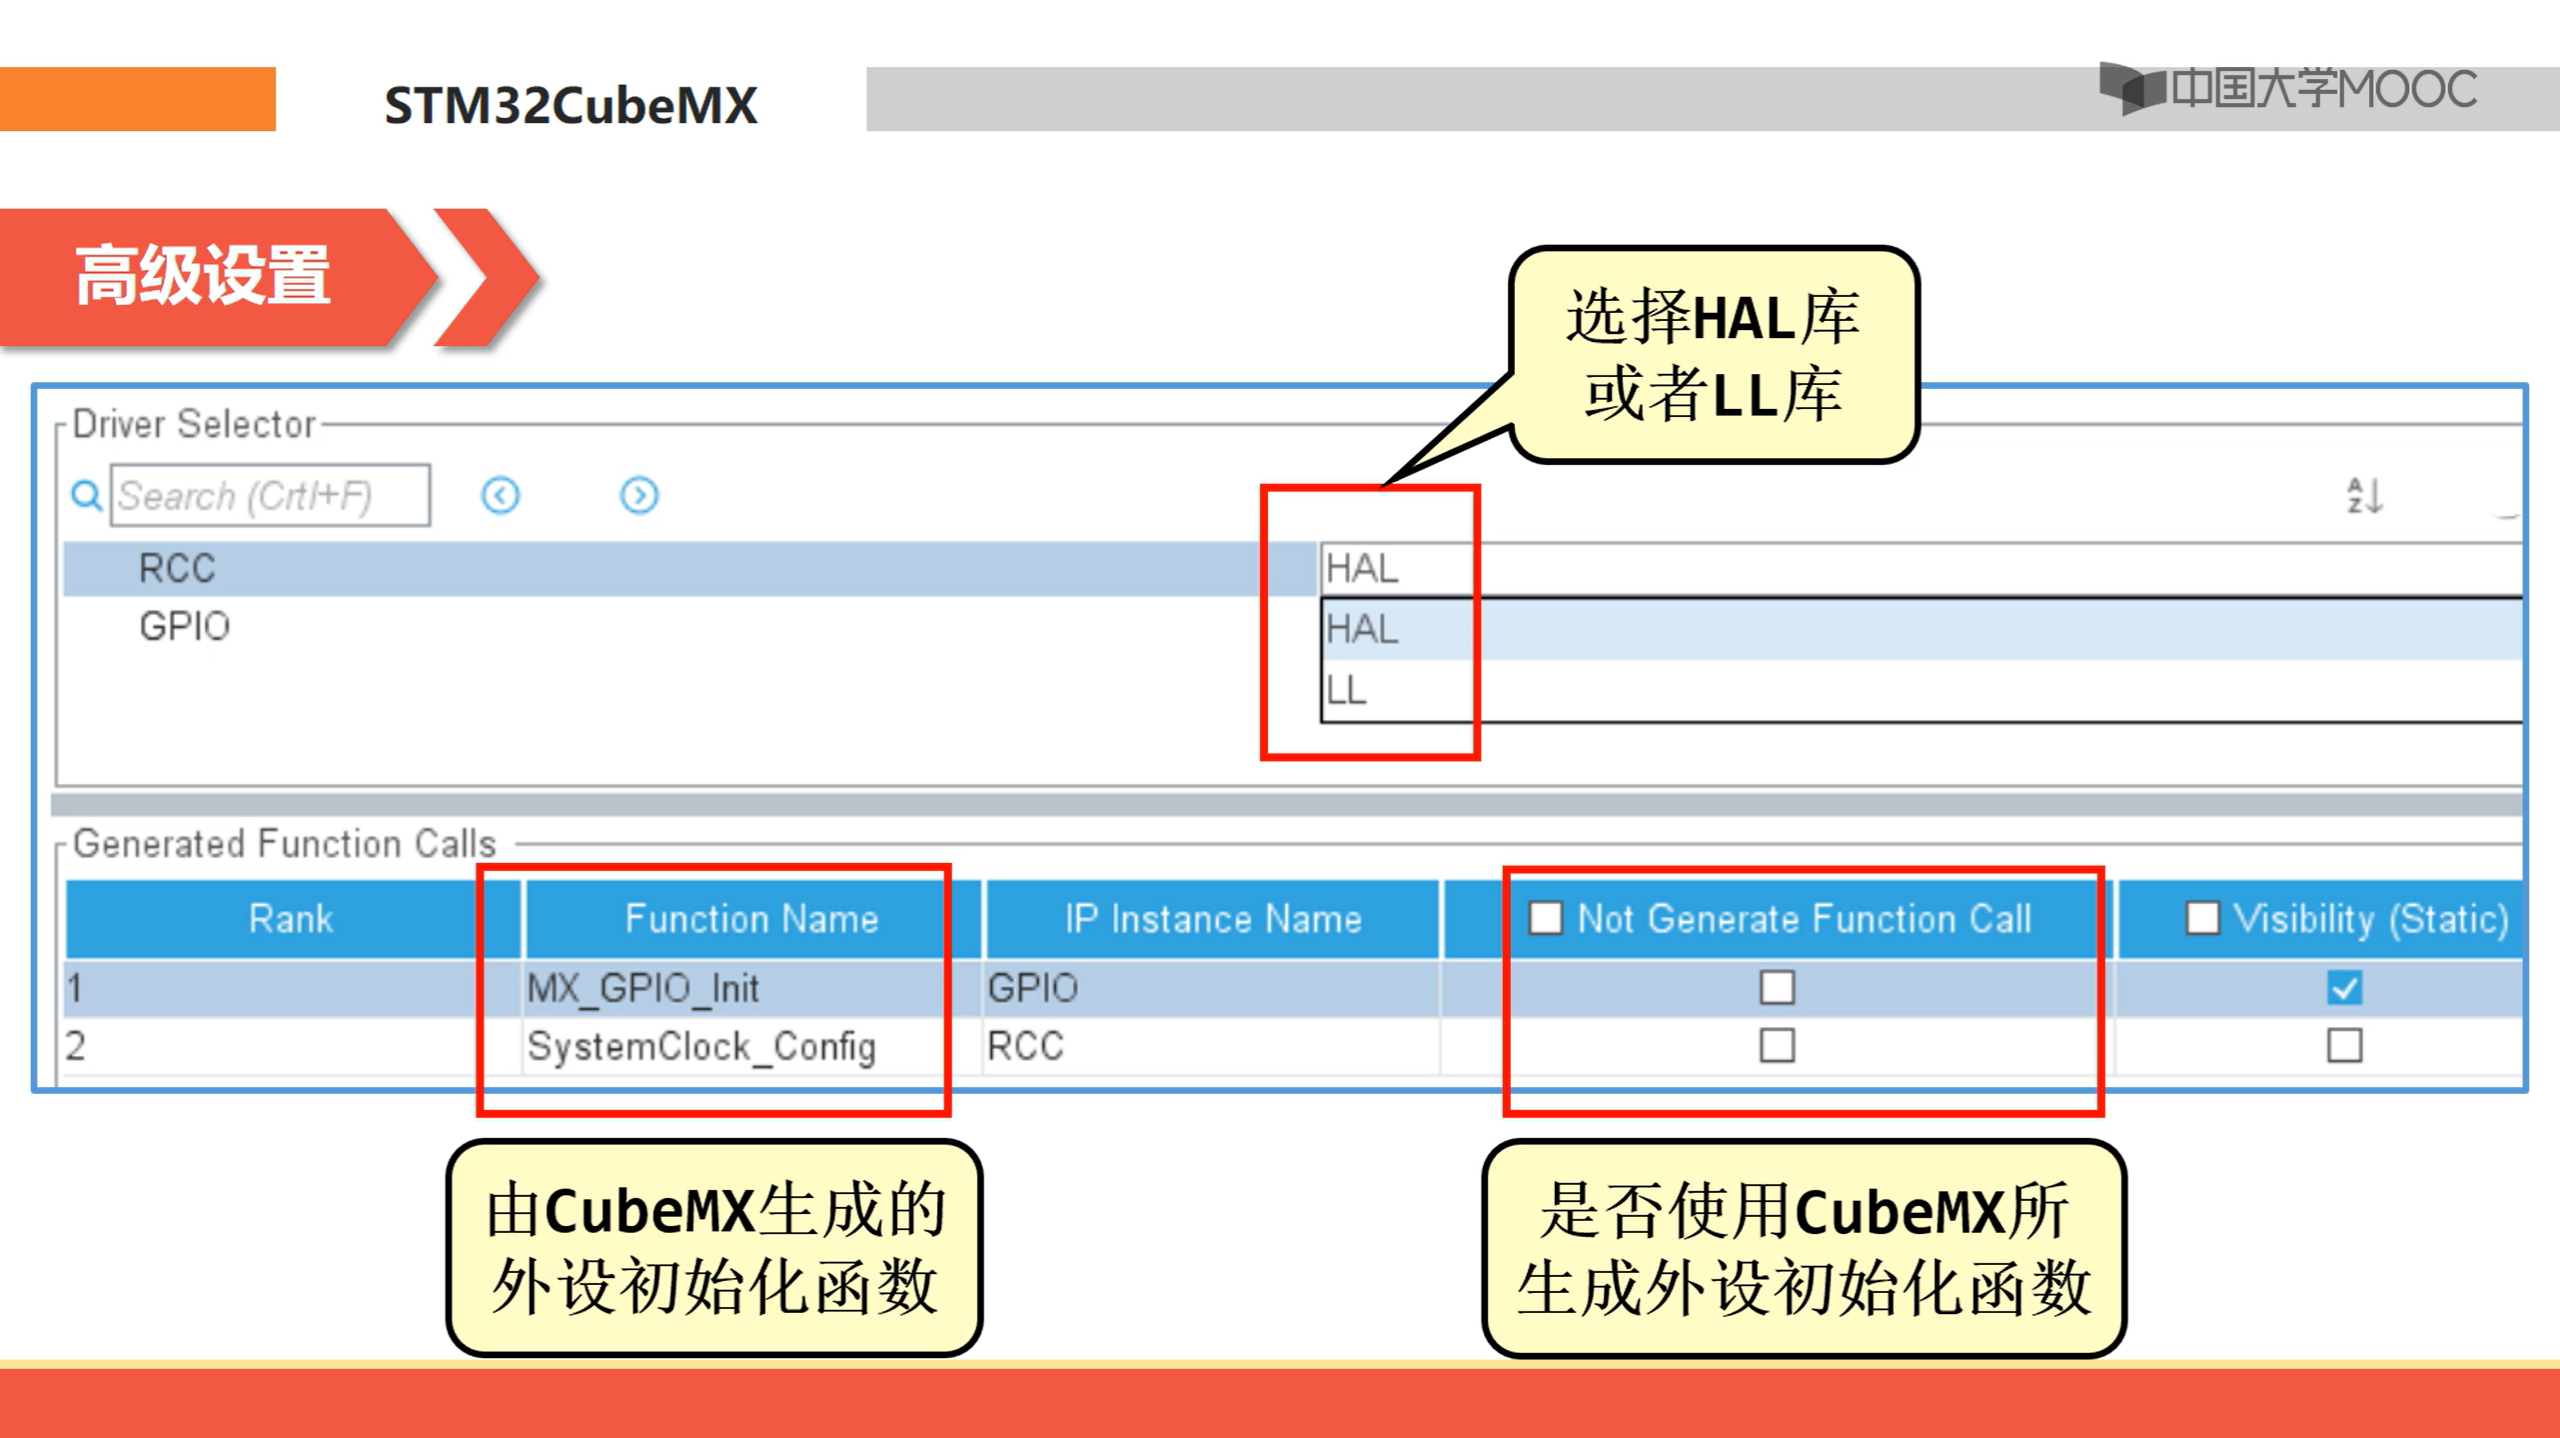 STM32CubeMX
中国大学MOOC
高级设置
选择HAL库
或者LL库
Driver Selector
Search (Crtl+F)
RCC
HAL
GPIO
HAL
LL
Generated Function Calls
Rank
Function Name
IP Instance Name
Not Generate Function Call
Visibility (Static)
1
MX_GPIO_Init
GPIO
2
SystemClock_Config
RCC
由CubeMX生成的
外设初始化函数
是否使用CubeMX所
生成外设初始化函数